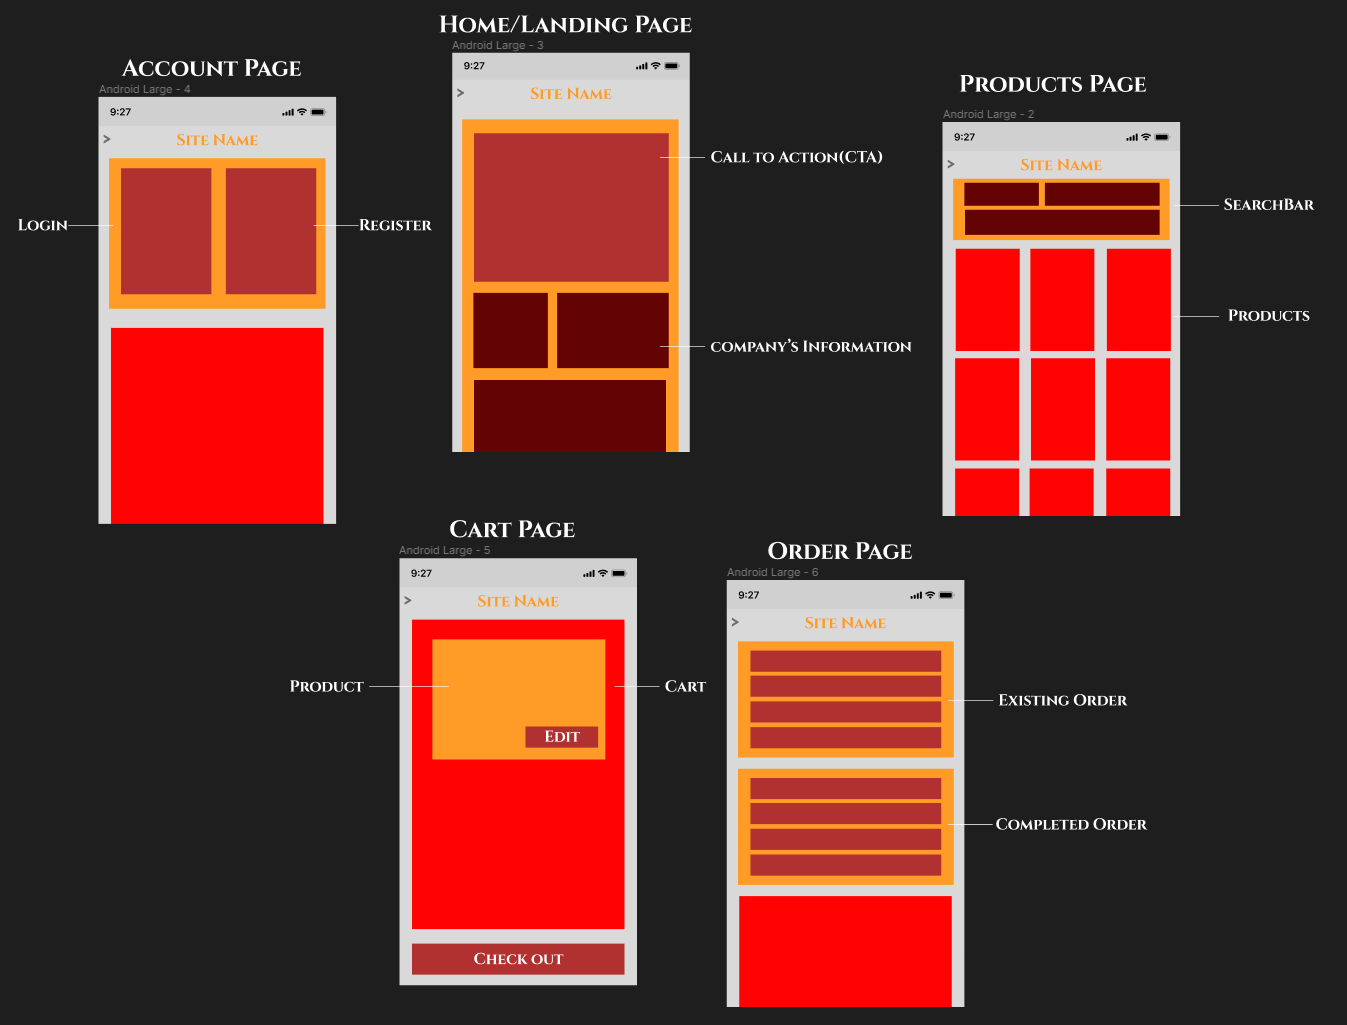 Home/Landing Page
Android Large - 3
9:27
>
Site Name
Call to Action(CTA)
company's Information
Account Page
Android Large - 4
9:27
>
Site Name
Login
Register
Products Page
Android Large - 2
9:27
>
Site Name
SearchBar
Products
Cart Page
Android Large - 5
9:27
>
Site Name
Product
Cart
Edit
Check out
Order Page
Android Large - 6
9:27
>
Site Name
Existing Order
Completed Order